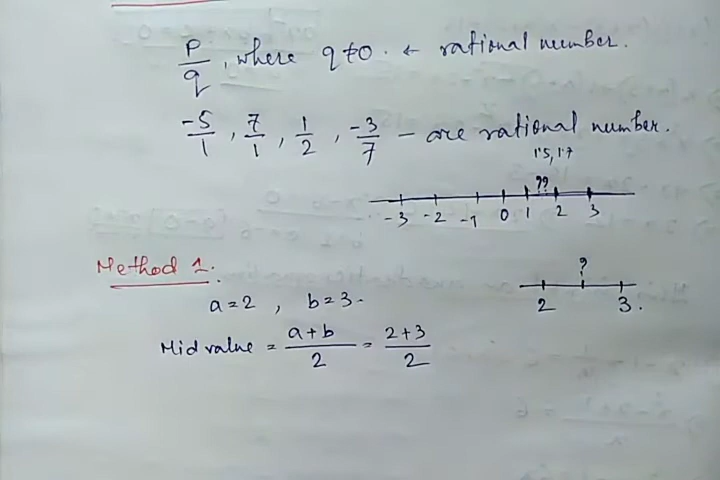 p/q, where q≠0. ← rational number.
-5/1, 7/1, 1/2, -3/7 - are rational number.
1.5, 1.7
??
-3 -2 -1 0 1 2 3
Method 1:
?
2 3.
a=2, b=3.
Mid value = a+b/2 = 2+3/2